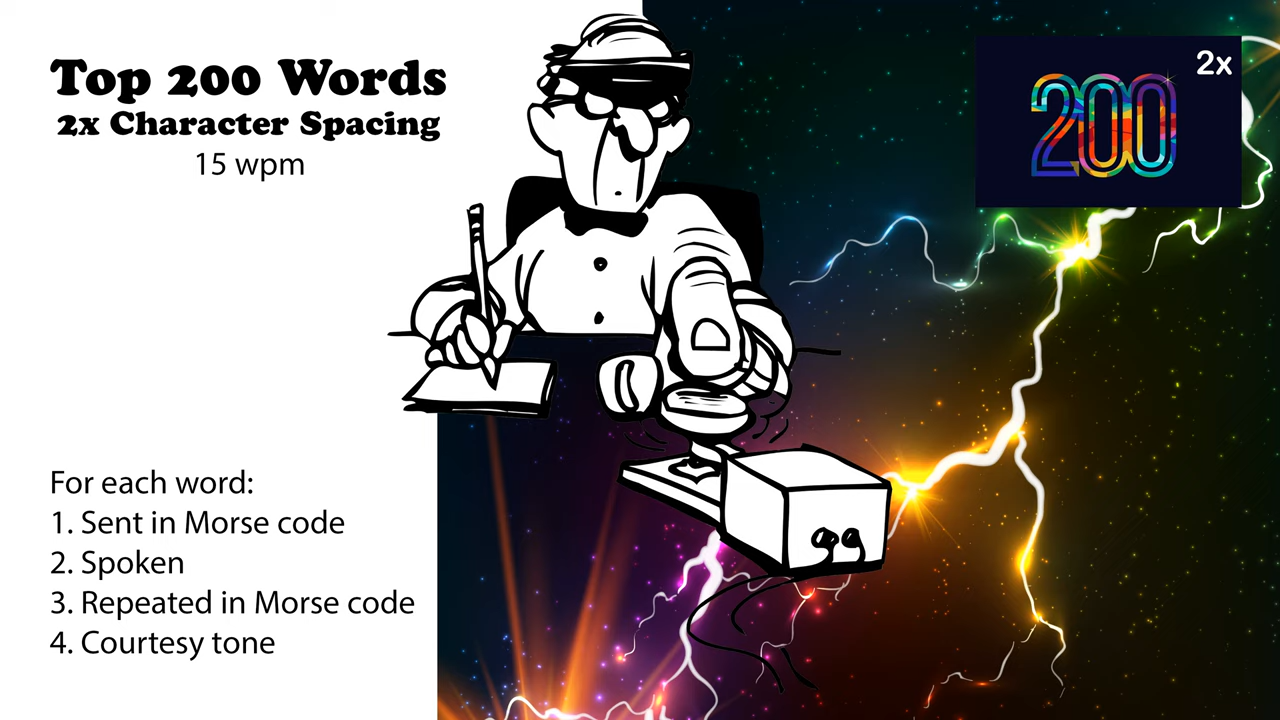 Top 200 Words
2x Character Spacing
15 wpm
2x
200
For each word:
1. Sent in Morse code
2. Spoken
3. Repeated in Morse code
4. Courtesy tone